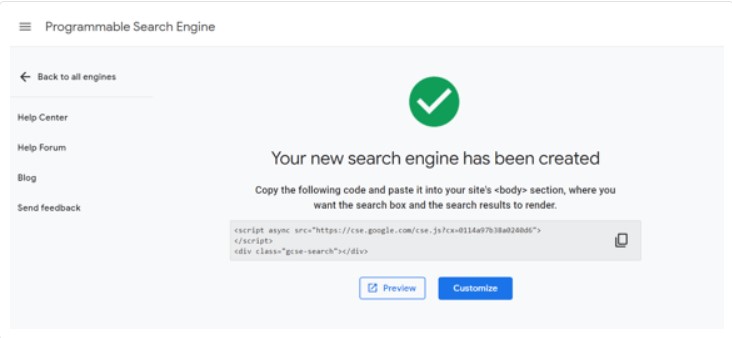 Programmable Search Engine
Back to all engines
Help Center
Help Forum
Blog
Send feedback
Your new search engine has been created
Copy the following code and paste it into your site's <body> section, where you
want the search box and the search results to render.
<script async src="https://cse.google.com/cse.js?cx=0114a97b38a0240d6">
</script>
<div class="gcse-search"></div>
Preview
Customize